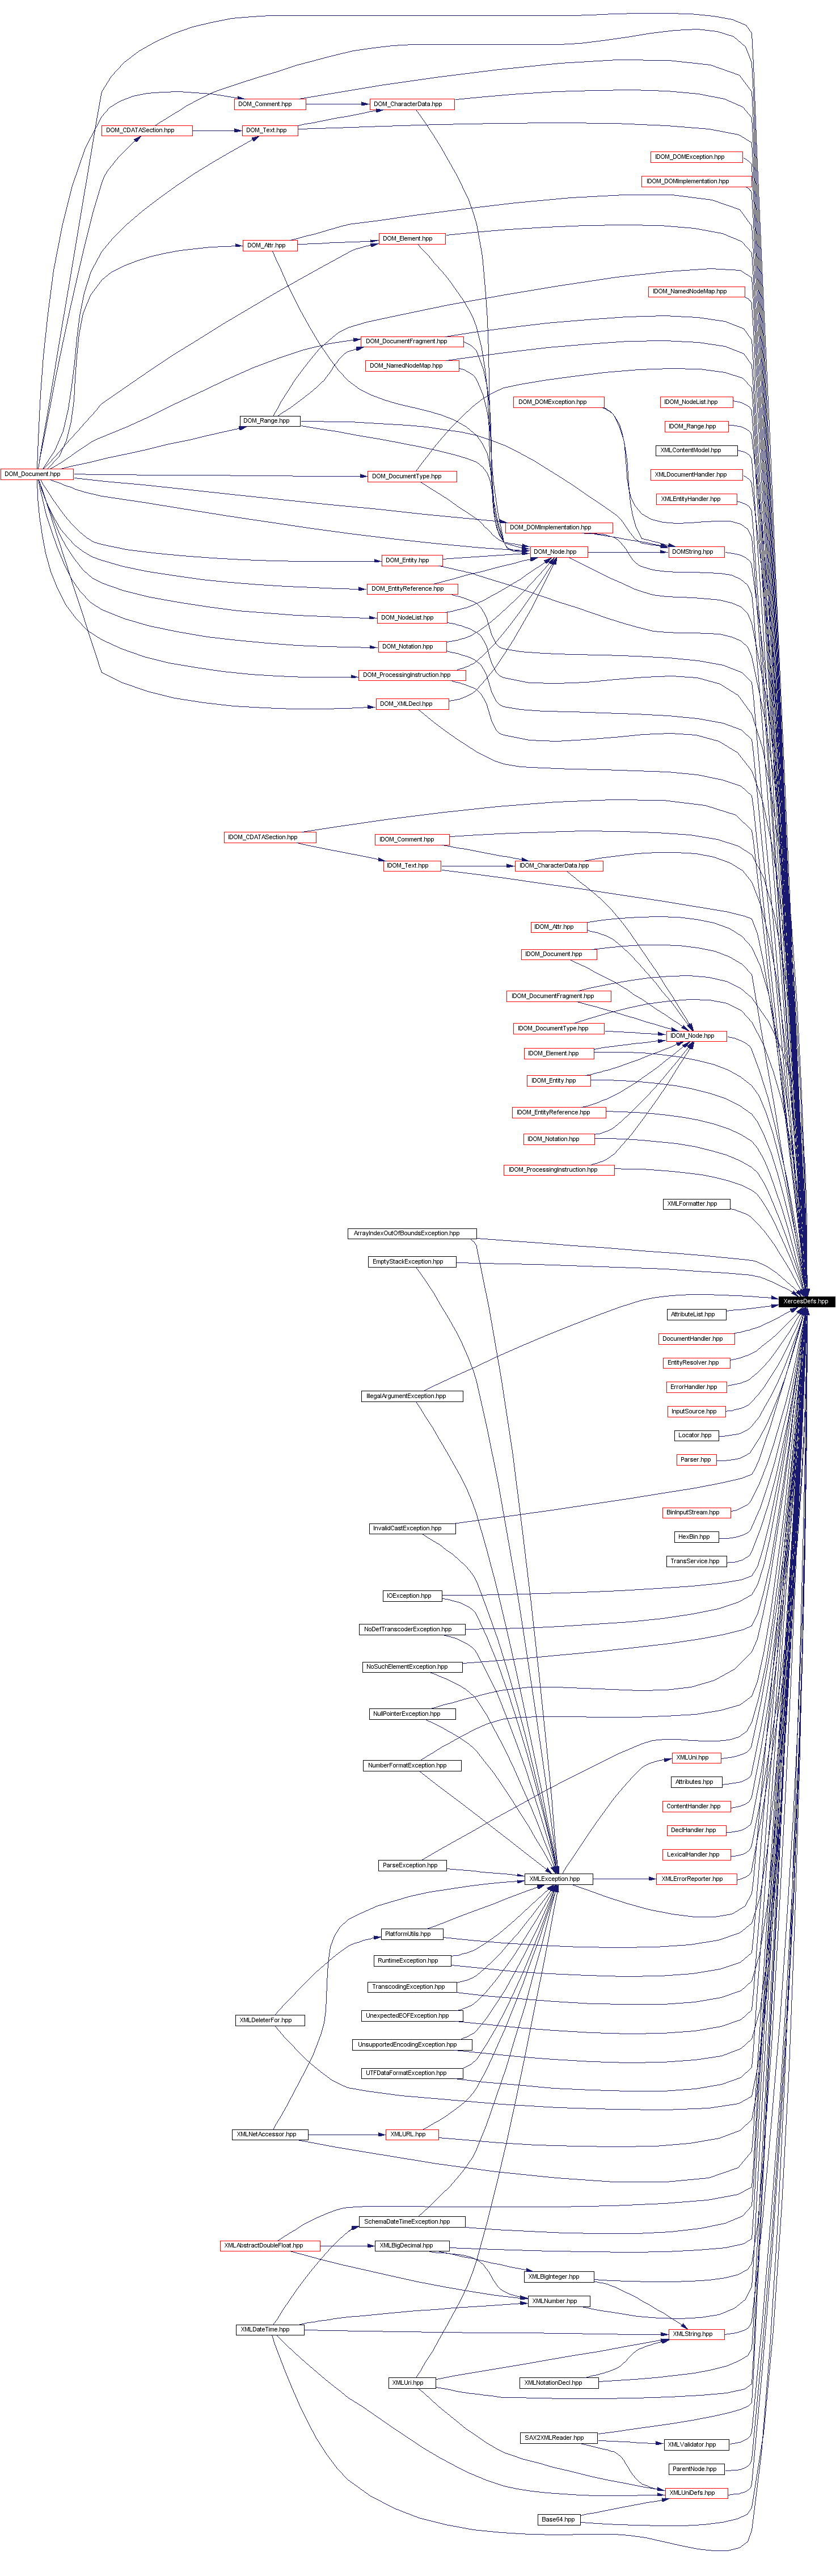 DOM_Comment.hpp
DOM_CharacterData.hpp
DOM_CDATASection.hpp
DOM_Text.hpp
IDOM_DOMException.hpp
IDOM_DOMImplementation.hpp
DOM_Element.hpp
DOM_Attr.hpp
IDOM_NamedNodeMap.hpp
DOM_DocumentFragment.hpp
DOM_NamedNodeMap.hpp
DOM_DOMException.hpp
IDOM_NodeList.hpp
DOM_Range.hpp
IDOM_Range.hpp
XMLContentModel.hpp
DOM_Document.hpp
DOM_DocumentType.hpp
XMLDocumentHandler.hpp
XMLEntityHandler.hpp
DOM_DOMImplementation.hpp
DOM_Node.hpp
DOMString.hpp
DOM_Entity.hpp
DOM_EntityReference.hpp
DOM_NodeList.hpp
DOM_Notation.hpp
DOM_ProcessingInstruction.hpp
DOM_XMLDecl.hpp
IDOM_CDATASection.hpp
IDOM_Comment.hpp
IDOM_Text.hpp
IDOM_CharacterData.hpp
IDOM_Attr.hpp
IDOM_Document.hpp
IDOM_DocumentFragment.hpp
IDOM_DocumentType.hpp
IDOM_Node.hpp
IDOM_Element.hpp
IDOM_Entity.hpp
IDOM_EntityReference.hpp
IDOM_Notation.hpp
IDOM_ProcessingInstruction.hpp
XMLFormatter.hpp
ArrayIndexOutOfBoundsException.hpp
EmptyStackException.hpp
XercesDefs.hpp
AttributeList.hpp
DocumentHandler.hpp
EntityResolver.hpp
ErrorHandler.hpp
IllegalArgumentException.hpp
InputSource.hpp
Locator.hpp
Parser.hpp
BinInputStream.hpp
InvalidCastException.hpp
HexBin.hpp
TransService.hpp
IOException.hpp
NoDefTranscoderException.hpp
NoSuchElementException.hpp
NullPointerException.hpp
XMLUni.hpp
NumberFormatException.hpp
Attributes.hpp
ContentHandler.hpp
DeclHandler.hpp
LexicalHandler.hpp
ParseException.hpp
XMLException.hpp
XMLErrorReporter.hpp
PlatformUtils.hpp
RuntimeException.hpp
TranscodingException.hpp
UnexpectedEOFException.hpp
XMLDeleterFor.hpp
UnsupportedEncodingException.hpp
UTFDataFormatException.hpp
XMLNetAccessor.hpp
XMLURL.hpp
SchemaDateTimeException.hpp
XMLAbstractDoubleFloat.hpp
XMLBigDecimal.hpp
XMLBigInteger.hpp
XMLNumber.hpp
XMLDateTime.hpp
XMLString.hpp
XMLUri.hpp
XMLNotationDecl.hpp
SAX2XMLReader.hpp
XMLValidator.hpp
ParentNode.hpp
XMLUniDefs.hpp
Base64.hpp